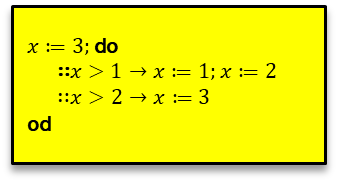 x := 3; do
::x > 1 → x := 1; x := 2
::x > 2 → x := 3
od